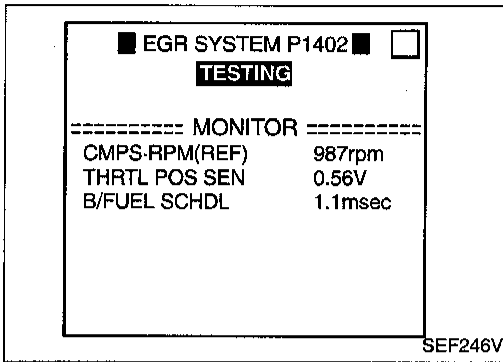 EGR SYSTEM P1402
TESTING
========== MONITOR ==========
CMPS·RPM(REF) 987rpm
THRTL POS SEN 0.56V
B/FUEL SCHDL 1.1msec
SEF246V